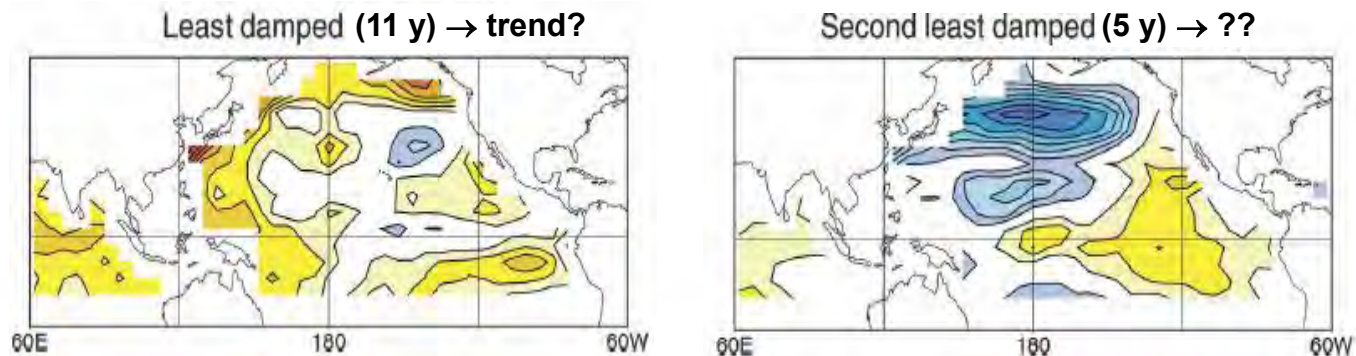 Least damped (11 y) → trend?
Second least damped (5 y) → ??
60E 180 60W
60E 180 60W